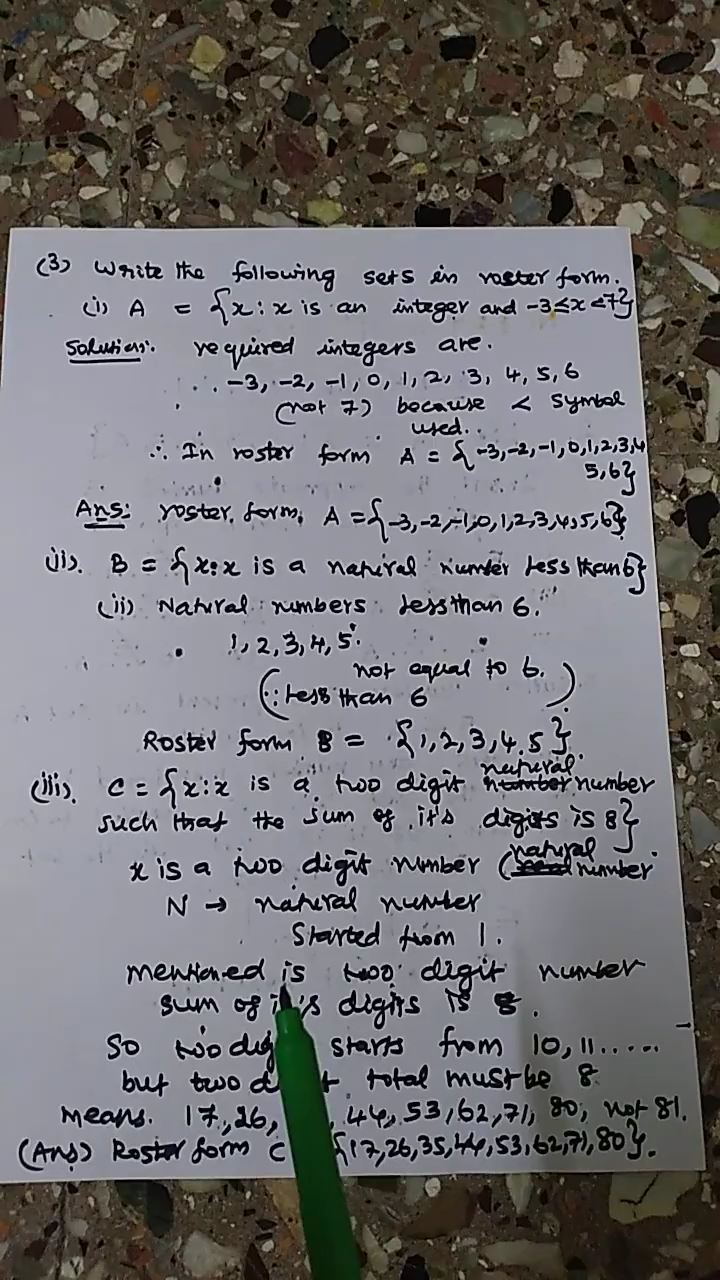 (3) Write the following sets in roster form.
(i) A = {x : x is an integer and -3≤x<7}
Solution: required integers are.
-3, -2, -1, 0, 1, 2, 3, 4, 5, 6
(not 7) because < symbol
used.
∴ In roster form A = {-3,-2,-1,0,1,2,3,4
5,6}
Ans: roster form, A = {-3,-2,-1,0,1,2,3,4,5,6}
(ii). B = {x:x is a natural number less than 6}
(ii) Natural numbers less than 6.
1, 2, 3, 4, 5.
not equal to 6.
(∵ less than 6 )
Roster form B = {1,2,3,4,5}.
natural
(iii). C = {x:x is a two digit number number
such that the sum of it's digits is 8}
natural
x is a two digit number ( number
N → natural number
Started from 1.
mentioned is two digit number
sum of digits is 8.
So two starts from 10, 11.....
but two total must be 8
Means. 17, 26, 44, 53, 62, 71, 80, not 81.
(Ans) Roster form C {17,26,35,44,53,62,71,80}.